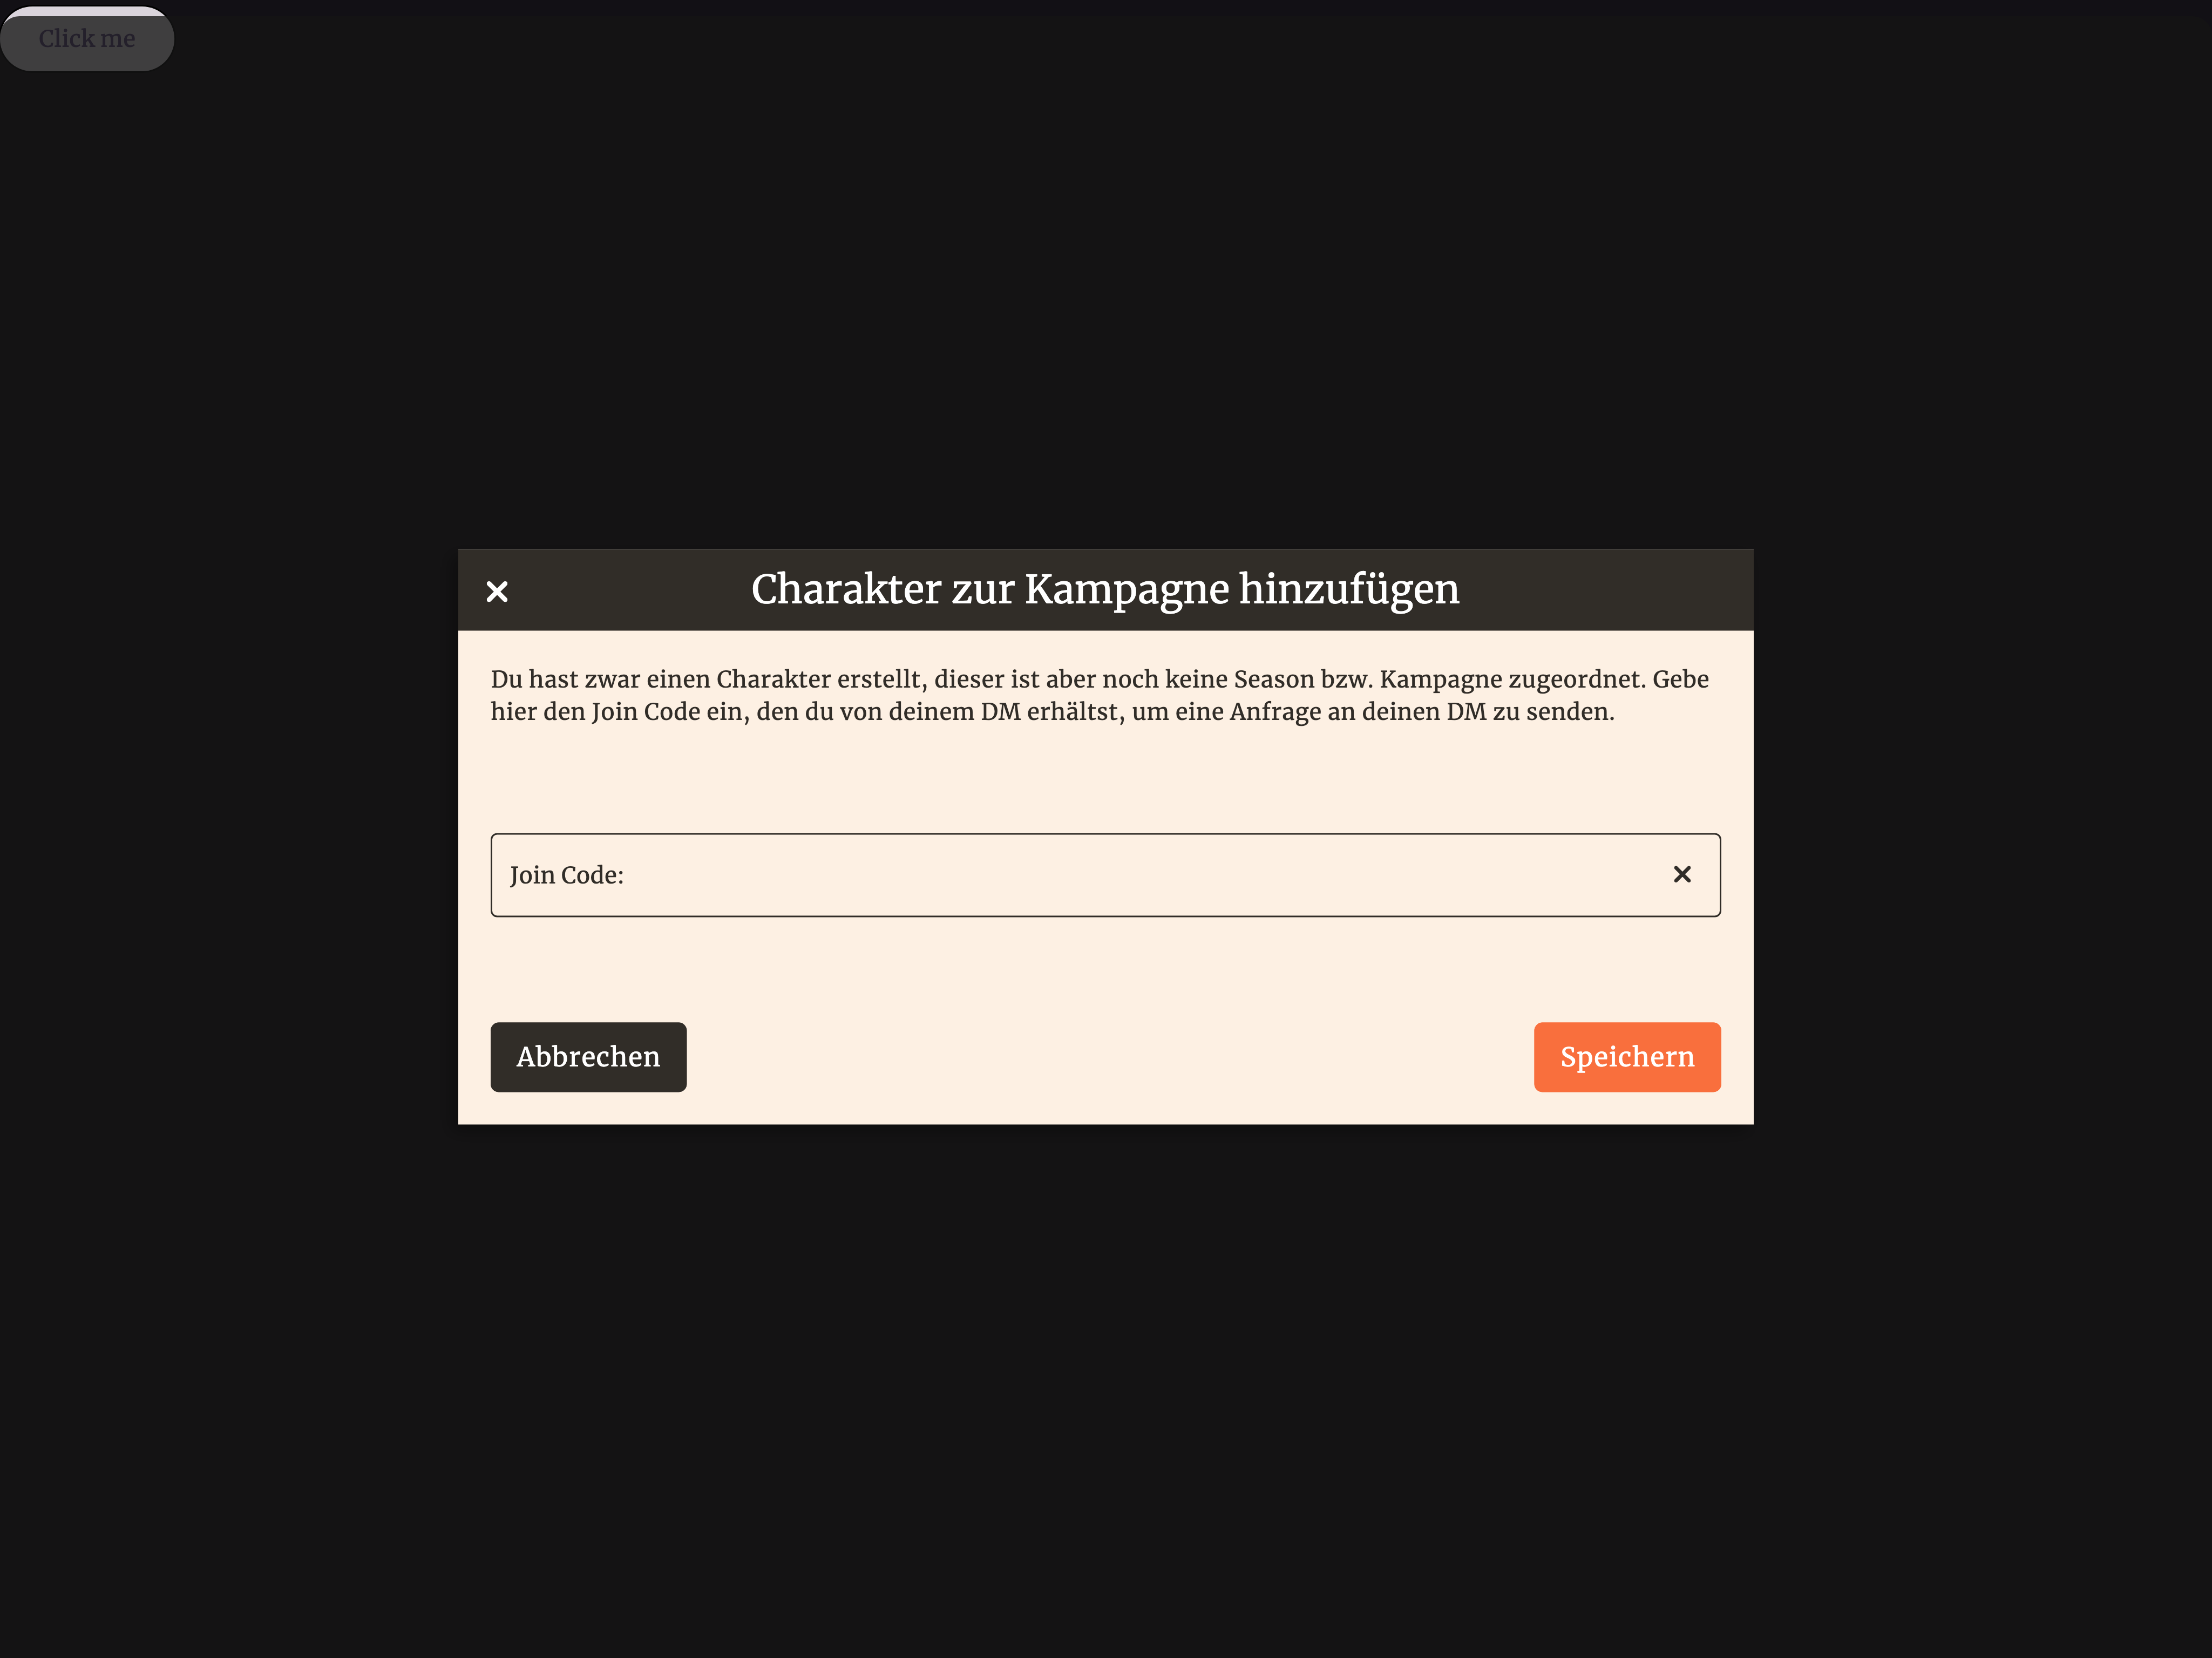 Click me
Charakter zur Kampagne hinzufügen
Du hast zwar einen Charakter erstellt, dieser ist aber noch keine Season bzw. Kampagne zugeordnet. Gebe
hier den Join Code ein, den du von deinem DM erhältst, um eine Anfrage an deinen DM zu senden.
Join Code:
Abbrechen
Speichern